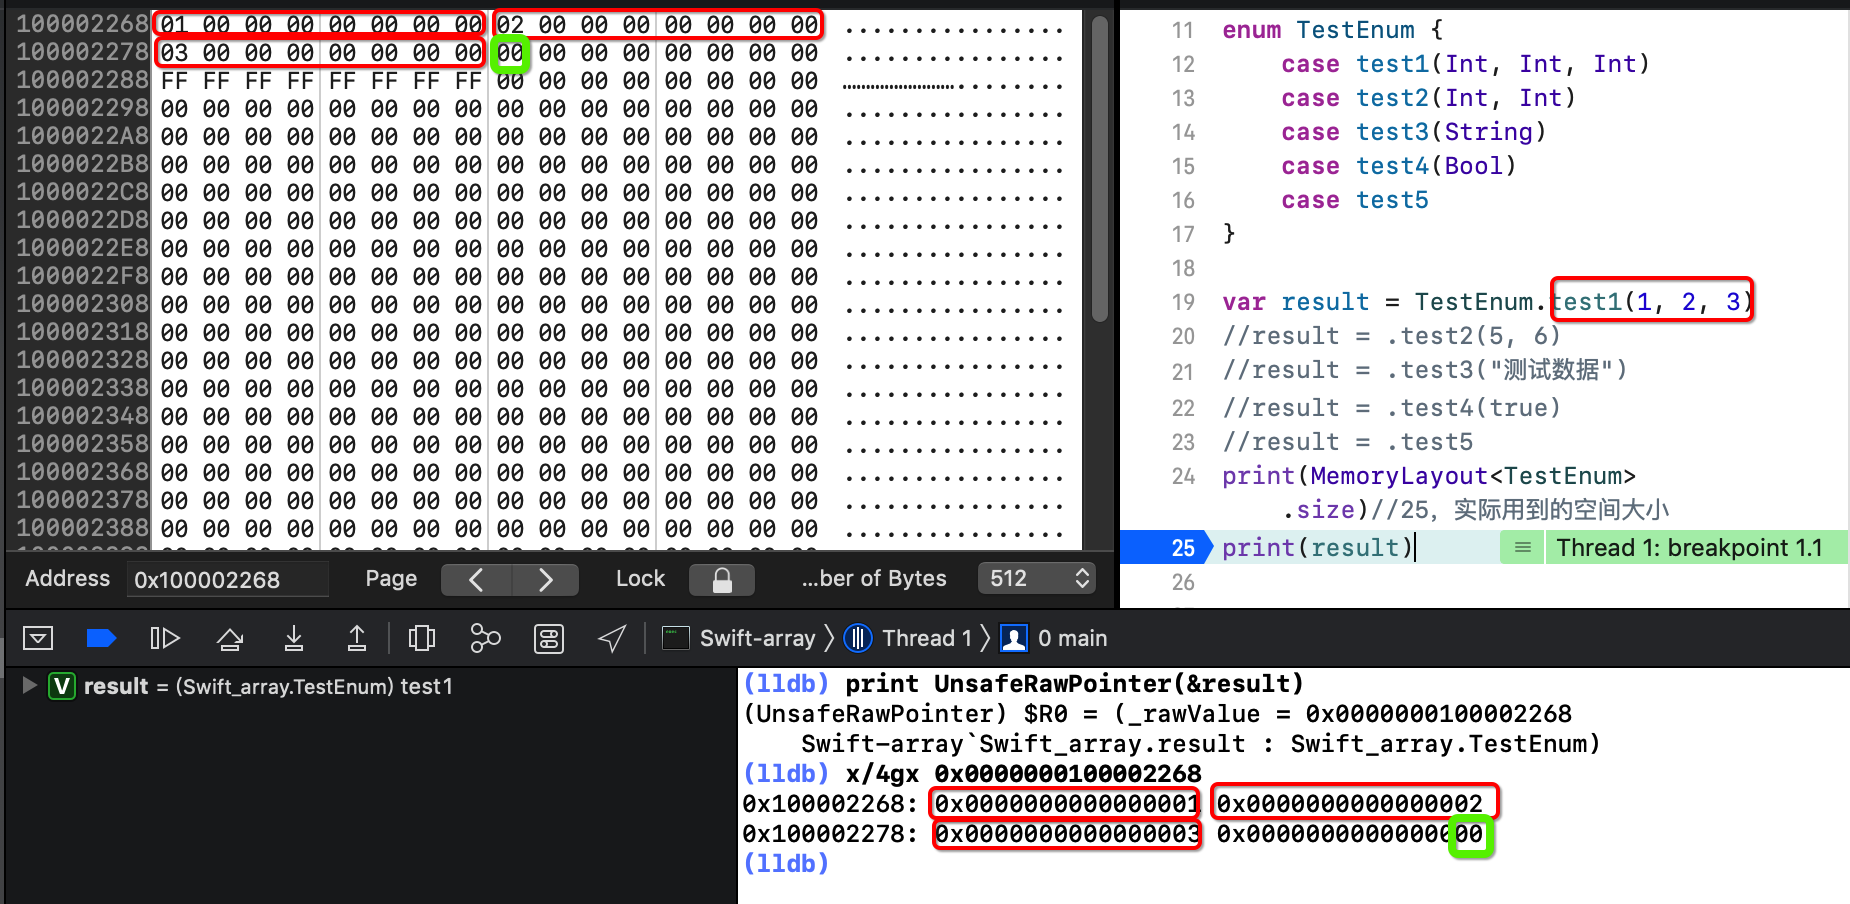 100002268 01 00 00 00 00 00 00 00 02 00 00 00 00 00 00 00 ................
100002278 03 00 00 00 00 00 00 00 00 00 00 00 00 00 00 00 ................
100002288 FF FF FF FF FF FF FF FF 00 00 00 00 00 00 00 00 ................
100002298 00 00 00 00 00 00 00 00 00 00 00 00 00 00 00 00 ................
1000022A8 00 00 00 00 00 00 00 00 00 00 00 00 00 00 00 00 ................
1000022B8 00 00 00 00 00 00 00 00 00 00 00 00 00 00 00 00 ................
1000022C8 00 00 00 00 00 00 00 00 00 00 00 00 00 00 00 00 ................
1000022D8 00 00 00 00 00 00 00 00 00 00 00 00 00 00 00 00 ................
1000022E8 00 00 00 00 00 00 00 00 00 00 00 00 00 00 00 00 ................
1000022F8 00 00 00 00 00 00 00 00 00 00 00 00 00 00 00 00 ................
100002308 00 00 00 00 00 00 00 00 00 00 00 00 00 00 00 00 ................
100002318 00 00 00 00 00 00 00 00 00 00 00 00 00 00 00 00 ................
100002328 00 00 00 00 00 00 00 00 00 00 00 00 00 00 00 00 ................
100002338 00 00 00 00 00 00 00 00 00 00 00 00 00 00 00 00 ................
100002348 00 00 00 00 00 00 00 00 00 00 00 00 00 00 00 00 ................
100002358 00 00 00 00 00 00 00 00 00 00 00 00 00 00 00 00 ................
100002368 00 00 00 00 00 00 00 00 00 00 00 00 00 00 00 00 ................
100002378 00 00 00 00 00 00 00 00 00 00 00 00 00 00 00 00 ................
100002388 00 00 00 00 00 00 00 00 00 00 00 00 00 00 00 00 ................
Address 0x100002268 Page Lock ...ber of Bytes 512
11 enum TestEnum {
12     case test1(Int, Int, Int)
13     case test2(Int, Int)
14     case test3(String)
15     case test4(Bool)
16     case test5
17 }
18
19 var result = TestEnum.test1(1, 2, 3)
20 //result = .test2(5, 6)
21 //result = .test3("测试数据")
22 //result = .test4(true)
23 //result = .test5
24 print(MemoryLayout<TestEnum>
    .size)//25, 实际用到的空间大小
25 print(result) Thread 1: breakpoint 1.1
26
Swift-array Thread 1 0 main
V result = (Swift_array.TestEnum) test1
(lldb) print UnsafeRawPointer(&result)
(UnsafeRawPointer) $R0 = (_rawValue = 0x0000000100002268
    Swift-array`Swift_array.result : Swift_array.TestEnum)
(lldb) x/4gx 0x0000000100002268
0x100002268: 0x0000000000000001 0x0000000000000002
0x100002278: 0x0000000000000003 0x0000000000000000
(lldb)